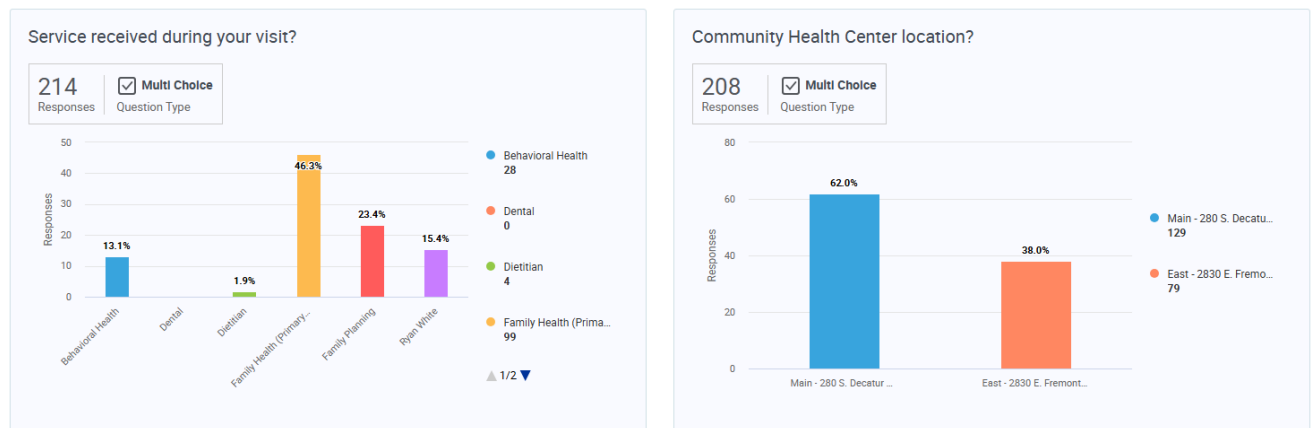 Service received during your visit?
214
Responses
Multi Choice
Question Type
50
40
30
20
10
0
Responses
13.1%
1.9%
46.3%
23.4%
15.4%
Behavioral Health
Dental
Dietitian
Family Health (Primary...
Family Planning
Ryan White
Behavioral Health
28
Dental
0
Dietitian
4
Family Health (Prima...
99
1/2
Community Health Center location?
208
Responses
Multi Choice
Question Type
80
60
40
20
0
Responses
62.0%
38.0%
Main - 280 S. Decatur ...
East - 2830 E. Fremont...
Main - 280 S. Decatu...
129
East - 2830 E. Fremo...
79